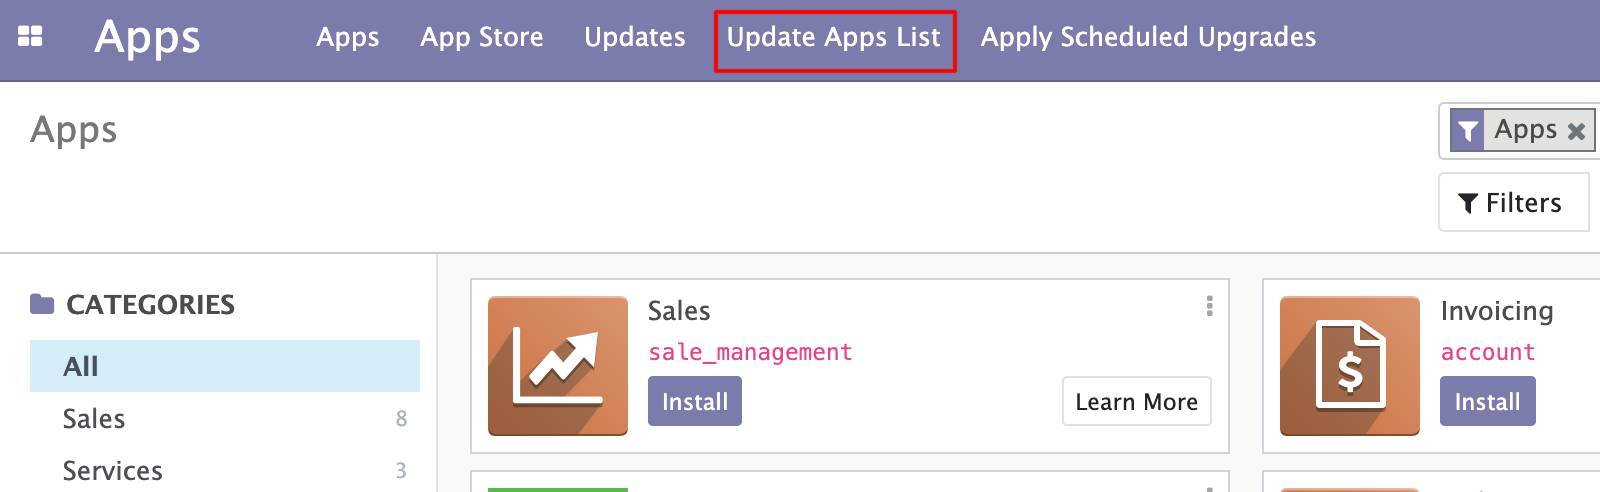 Apps Apps App Store Updates Update Apps List Apply Scheduled Upgrades
Apps
Apps
Filters
CATEGORIES
All
Sales 8
Services 3
Sales
sale_management
Install
Learn More
Invoicing
account
Install